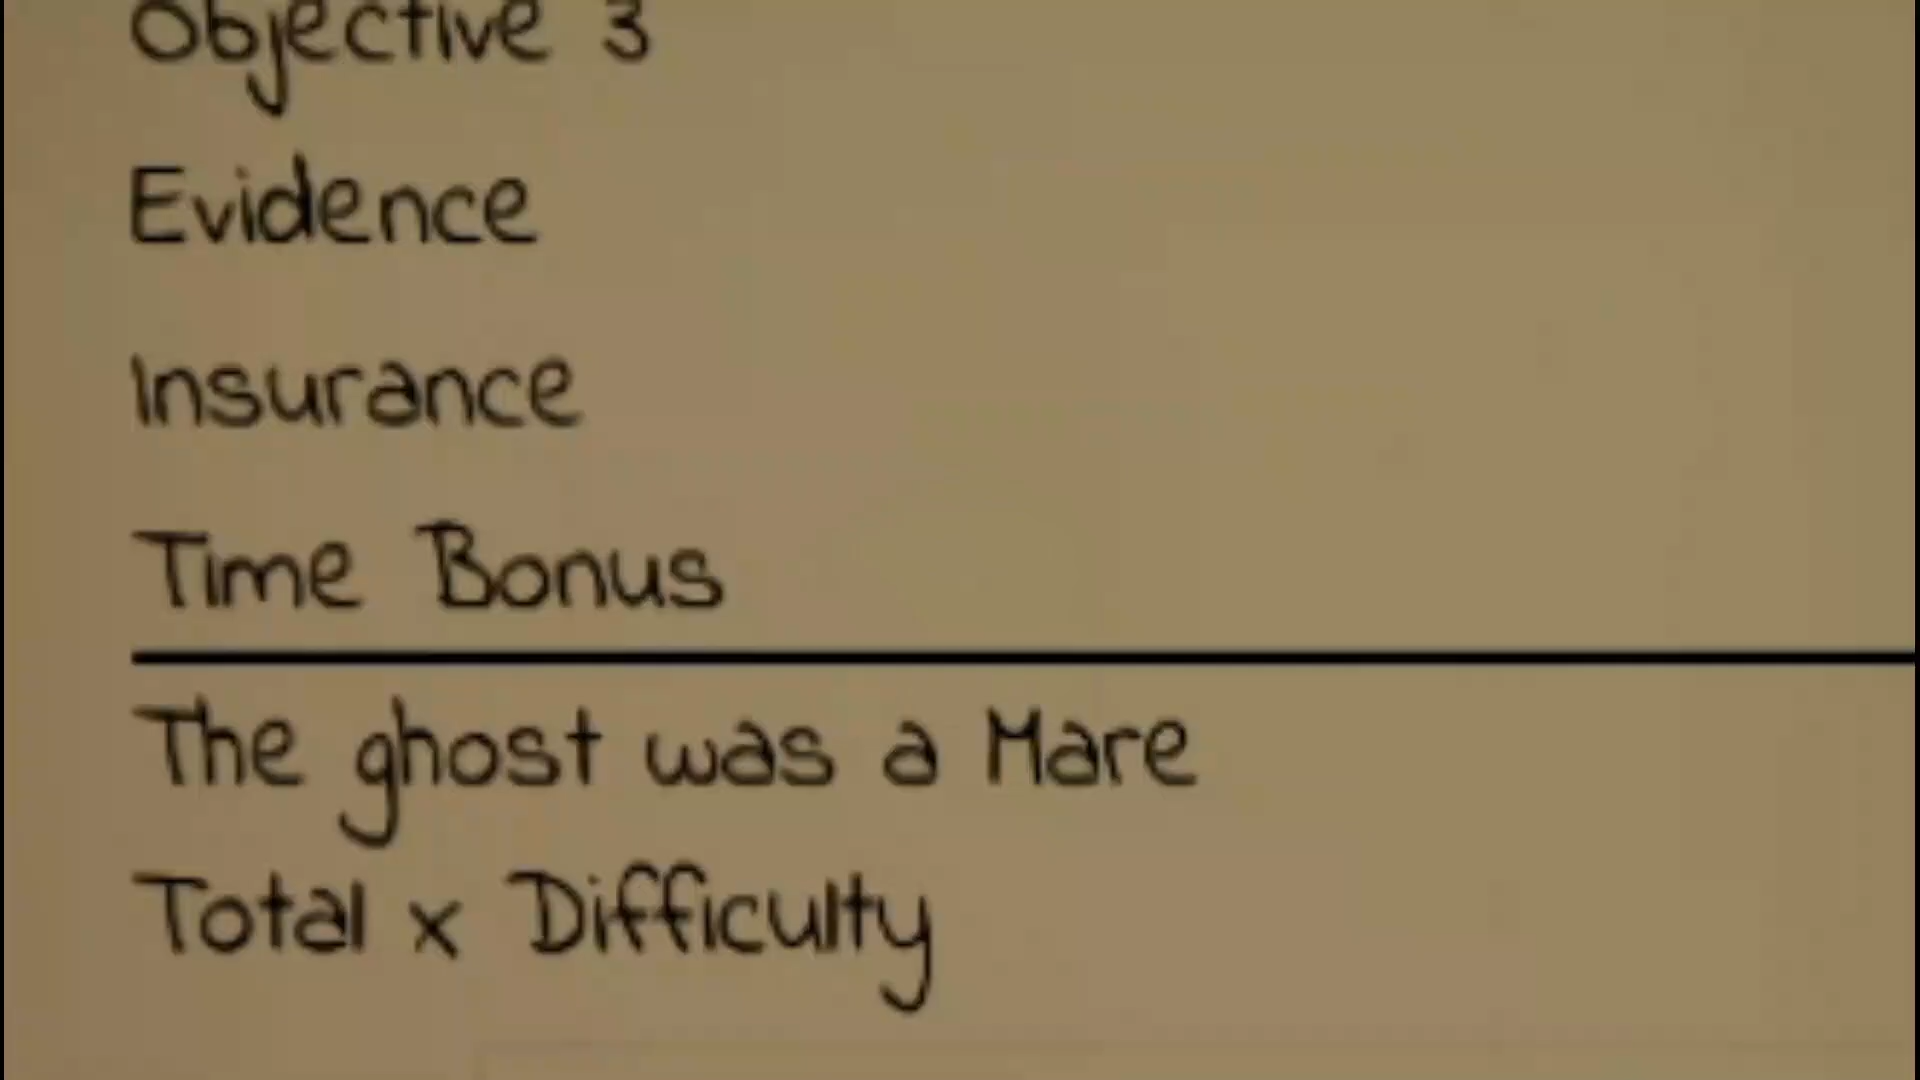 Objective 3
Evidence
Insurance
Time Bonus
The ghost was a Mare
Total x Difficulty